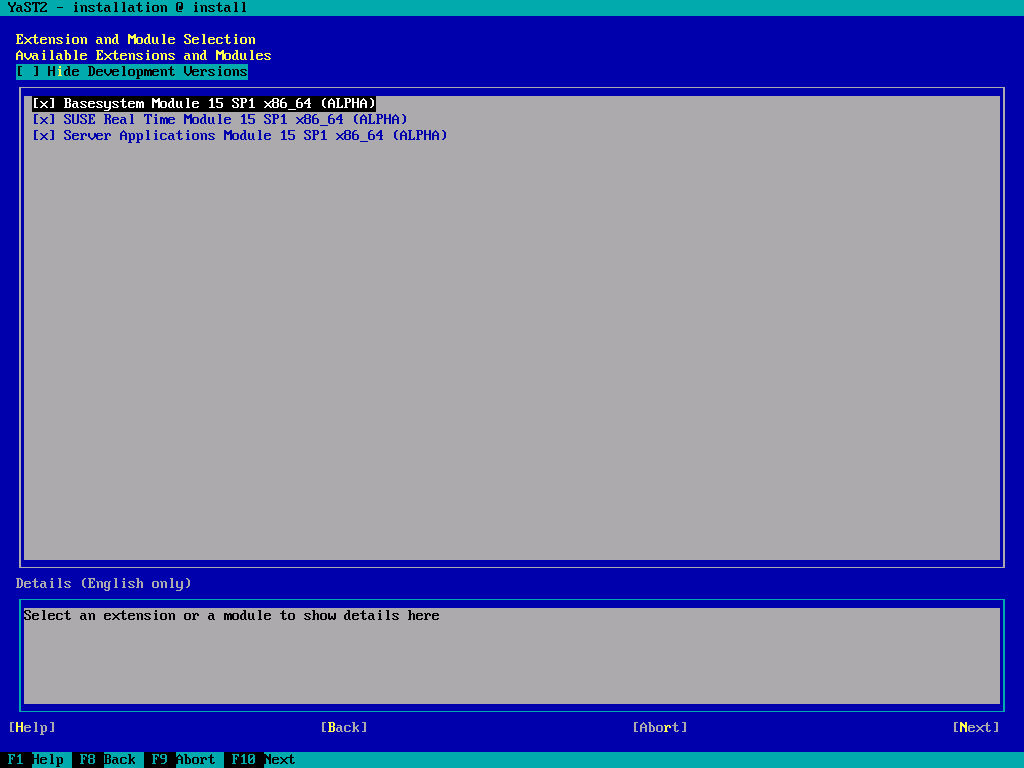 YaST2 - installation @ install
Extension and Module Selection
Available Extensions and Modules
[ ] Hide Development Versions
[x] Basesystem Module 15 SP1 x86_64 (ALPHA)
[x] SUSE Real Time Module 15 SP1 x86_64 (ALPHA)
[x] Server Applications Module 15 SP1 x86_64 (ALPHA)
Details (English only)
Select an extension or a module to show details here
[Help] [Back] [Abort] [Next]
F1 Help F8 Back F9 Abort F10 Next